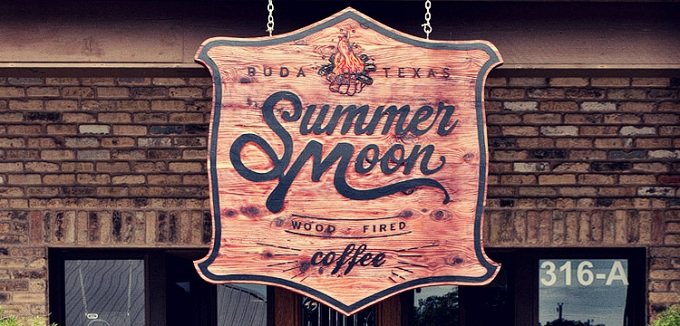 BUDA TEXAS
Summer
Moon
WOOD - FIRED
coffee
316-A